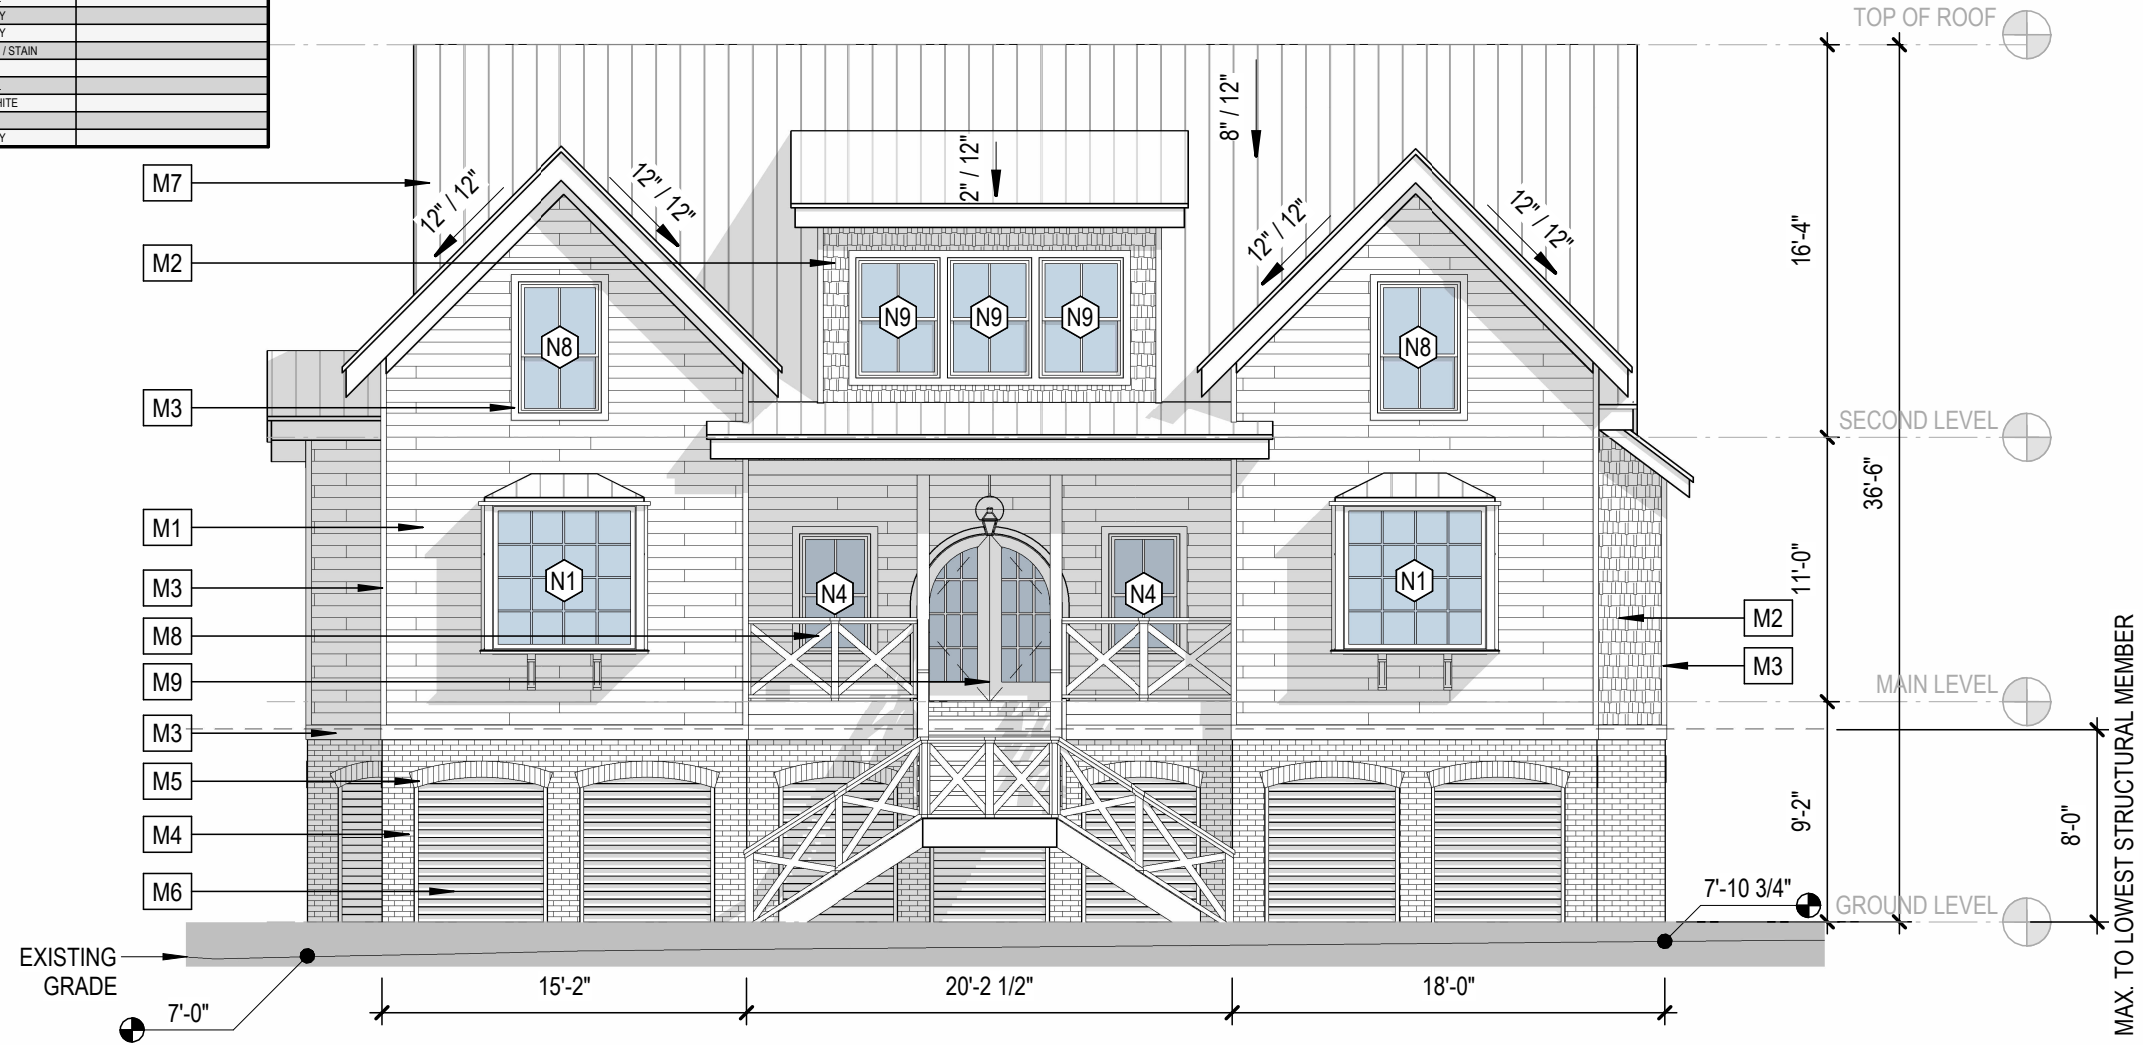 Y
Y
/ STAIN
HITE
Y
TOP OF ROOF
M7
M2
M3
M1
M3
M8
M9
M3
M5
M4
M6
12" / 12"
12" / 12"
2" / 12"
8" / 12"
12" / 12"
12" / 12"
N8
N9
N9
N9
N8
N1
N4
N4
N1
M2
M3
16'-4"
SECOND LEVEL
36'-6"
11'-0"
MAIN LEVEL
9'-2"
8'-0"
MAX. TO LOWEST STRUCTURAL MEMBER
7'-10 3/4"
GROUND LEVEL
EXISTING
GRADE
7'-0"
15'-2"
20'-2 1/2"
18'-0"